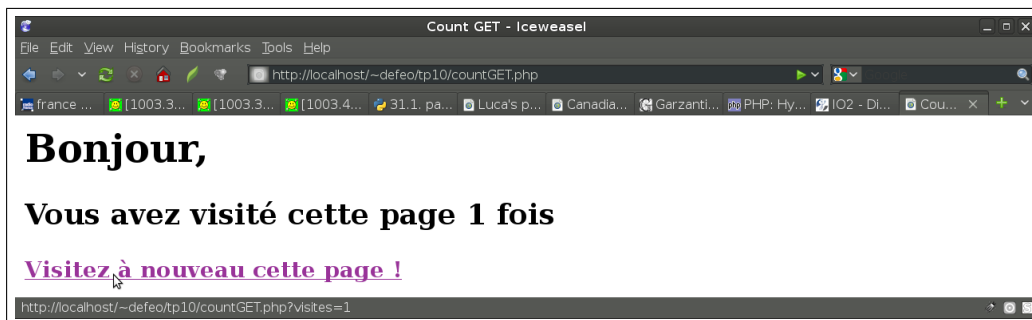 Count GET - Iceweasel
File Edit View History Bookmarks Tools Help
http://localhost/~defeo/tp10/countGET.php Google
france ... [1003.3... [1003.3... [1003.4... 31.1. pa... Luca's p... Canadia... Garzanti... PHP: Hy... IO2 - Di... Cou...
Bonjour,
Vous avez visité cette page 1 fois
Visitez à nouveau cette page !
http://localhost/~defeo/tp10/countGET.php?visites=1